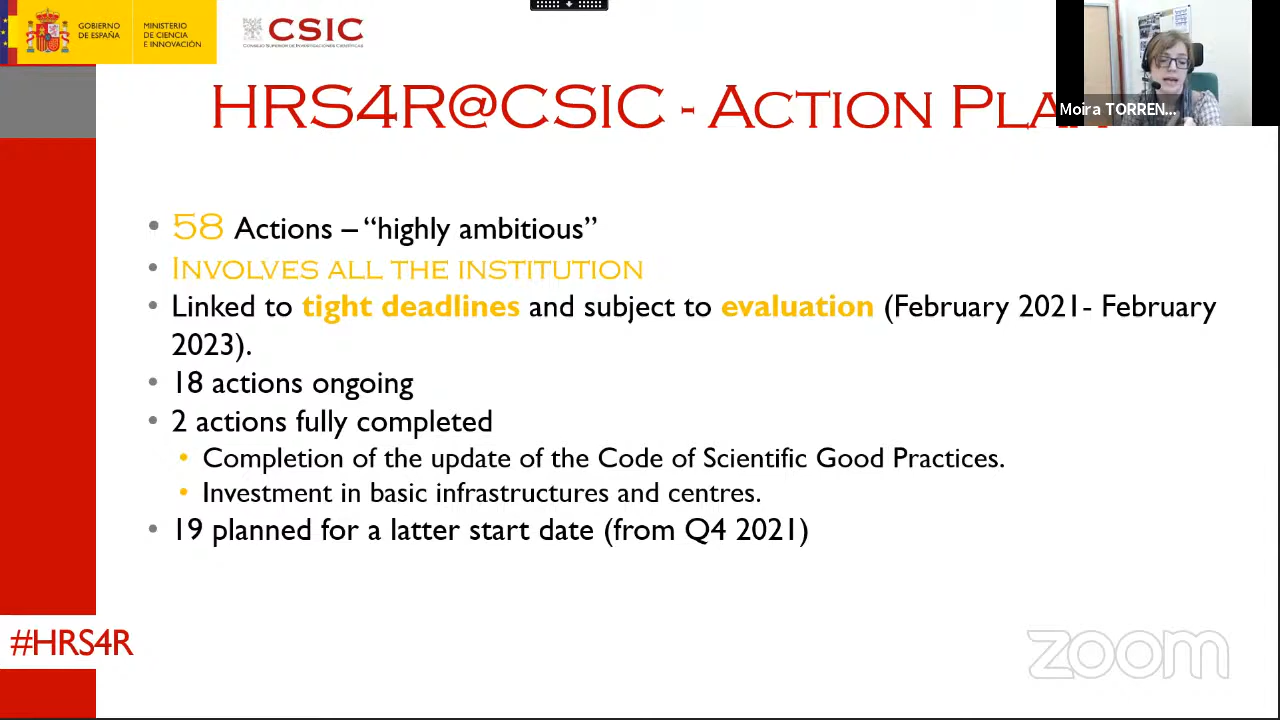 GOBIERNO
DE ESPAÑA
MINISTERIO
DE CIENCIA
E INNOVACIÓN
CSIC
CONSEJO SUPERIOR DE INVESTIGACIONES CIENTÍFICAS
Moira TORREN...
HRS4R@CSIC - ACTION PLAN
• 58 Actions – “highly ambitious”
• INVOLVES ALL THE INSTITUTION
• Linked to tight deadlines and subject to evaluation (February 2021- February
2023).
• 18 actions ongoing
• 2 actions fully completed
• Completion of the update of the Code of Scientific Good Practices.
• Investment in basic infrastructures and centres.
• 19 planned for a latter start date (from Q4 2021)
#HRS4R
zoom